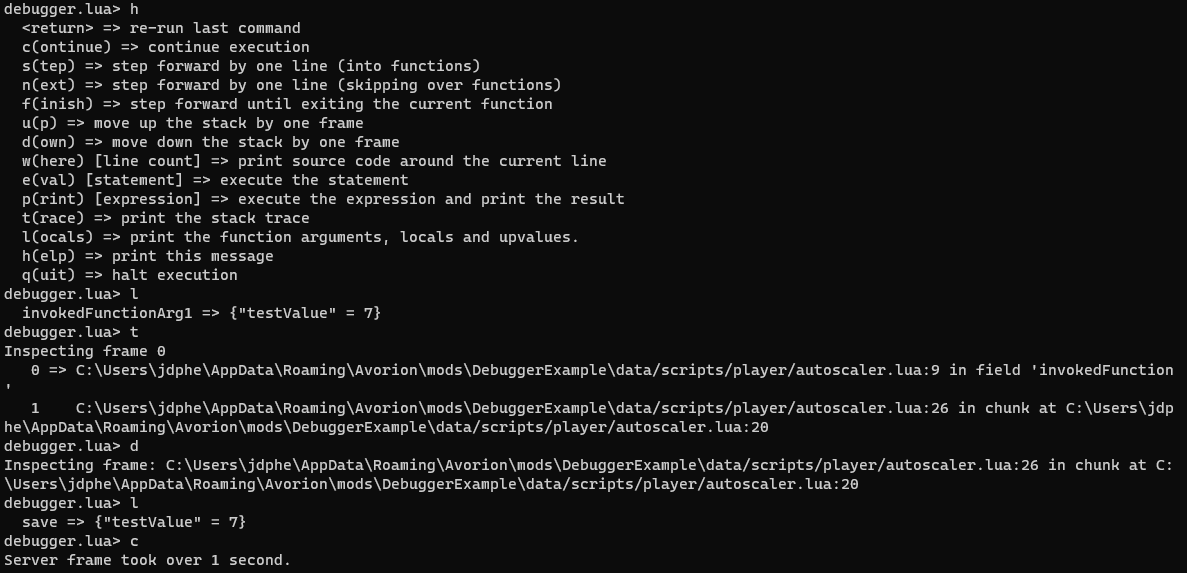 debugger.lua> h
  <return> => re-run last command
  c(ontinue) => continue execution
  s(tep) => step forward by one line (into functions)
  n(ext) => step forward by one line (skipping over functions)
  f(inish) => step forward until exiting the current function
  u(p) => move up the stack by one frame
  d(own) => move down the stack by one frame
  w(here) [line count] => print source code around the current line
  e(val) [statement] => execute the statement
  p(rint) [expression] => execute the expression and print the result
  t(race) => print the stack trace
  l(ocals) => print the function arguments, locals and upvalues.
  h(elp) => print this message
  q(uit) => halt execution
debugger.lua> l
  invokedFunctionArg1 => {"testValue" = 7}
debugger.lua> t
Inspecting frame 0
   0 => C:\Users\jdphe\AppData\Roaming\Avorion\mods\DebuggerExample\data/scripts/player/autoscaler.lua:9 in field 'invokedFunction
'
   1    C:\Users\jdphe\AppData\Roaming\Avorion\mods\DebuggerExample\data/scripts/player/autoscaler.lua:26 in chunk at C:\Users\jdp
he\AppData\Roaming\Avorion\mods\DebuggerExample\data/scripts/player/autoscaler.lua:20
debugger.lua> d
Inspecting frame: C:\Users\jdphe\AppData\Roaming\Avorion\mods\DebuggerExample\data/scripts/player/autoscaler.lua:26 in chunk at C:
\Users\jdphe\AppData\Roaming\Avorion\mods\DebuggerExample\data/scripts/player/autoscaler.lua:20
debugger.lua> l
  save => {"testValue" = 7}
debugger.lua> c
Server frame took over 1 second.